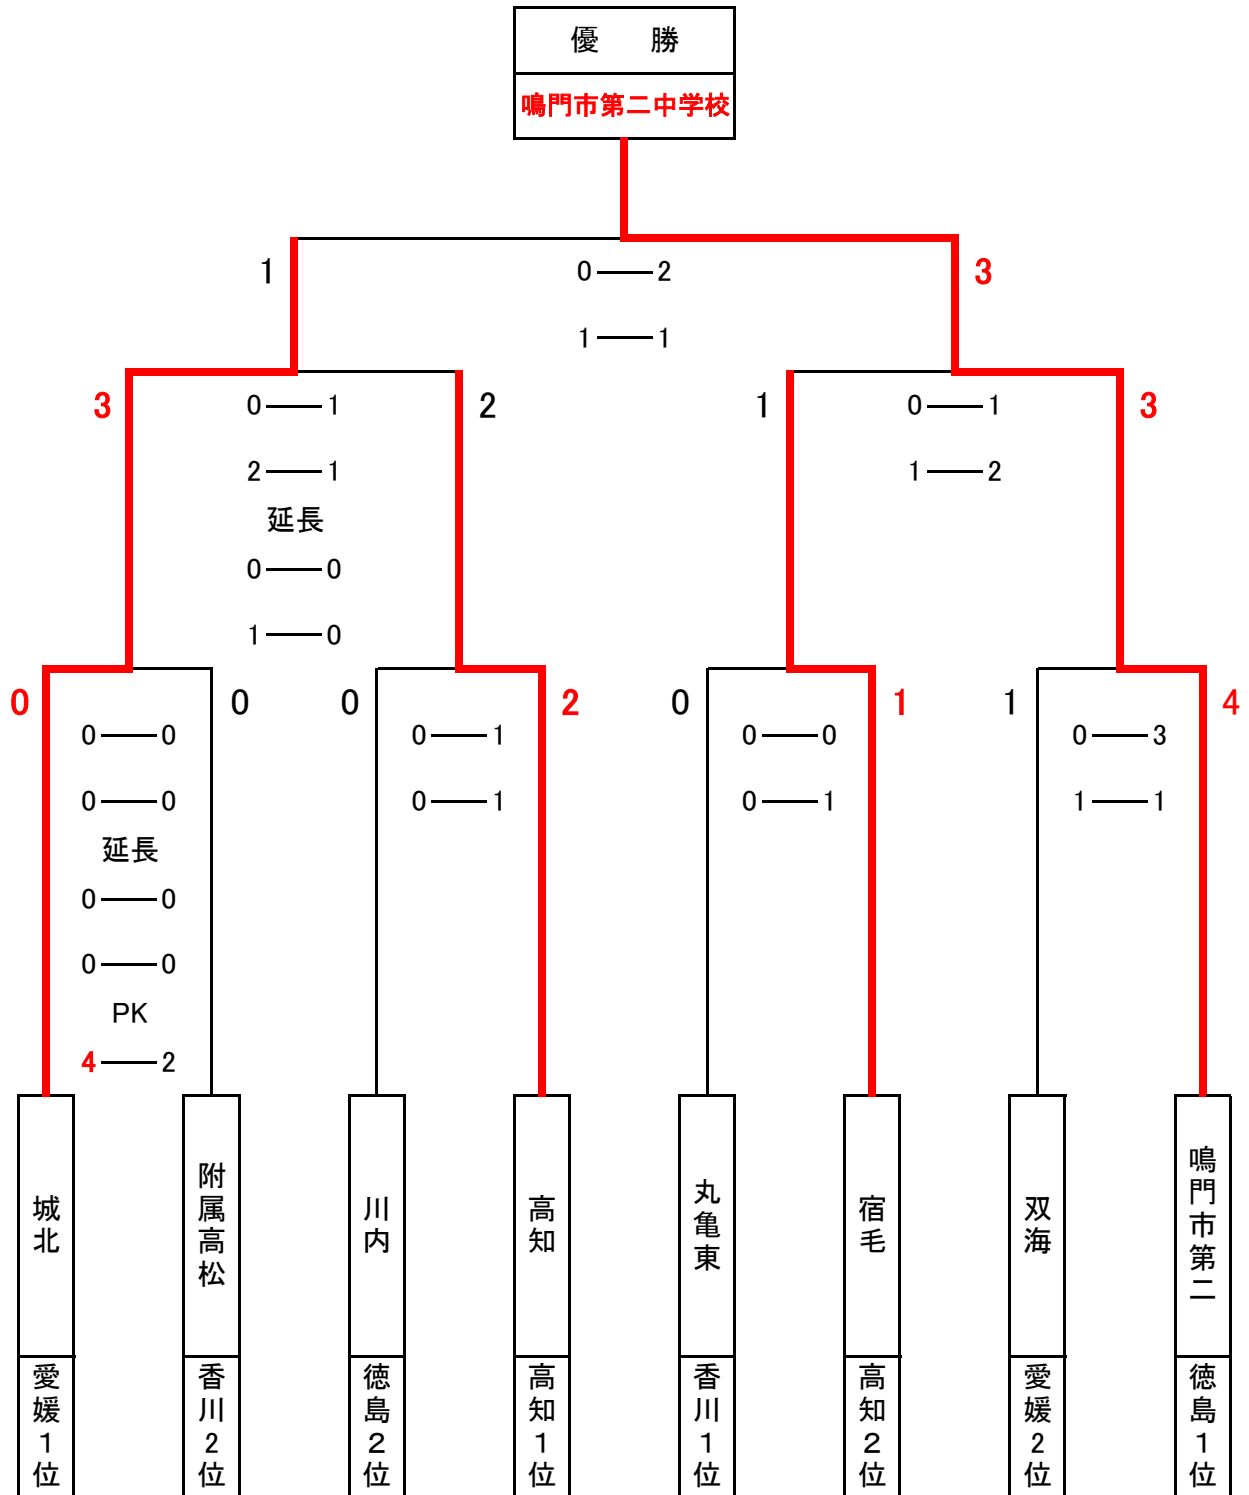 優　勝
鳴門市第二中学校
1
0 2
3
1 1
3
0 1
2
1
0 1
3
2 1
1 2
延長
0 0
1 0
0
0
0
2
0
1
1
4
0 0
0 1
0 0
0 3
0 0
0 1
0 1
1 1
延長
0 0
0 0
PK
4 2
城北
附属高松
川内
高知
丸亀東
宿毛
双海
鳴門市第二
愛媛1位
香川2位
徳島2位
高知1位
香川1位
高知2位
愛媛2位
徳島1位